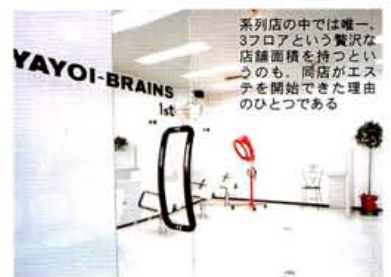 系列店の中では唯一、
3フロアという贅沢な
店舗面積を持つとい
うのも、同店がエス
テを開始できた理由
のひとつである
YAYOI-BRAINS
1st